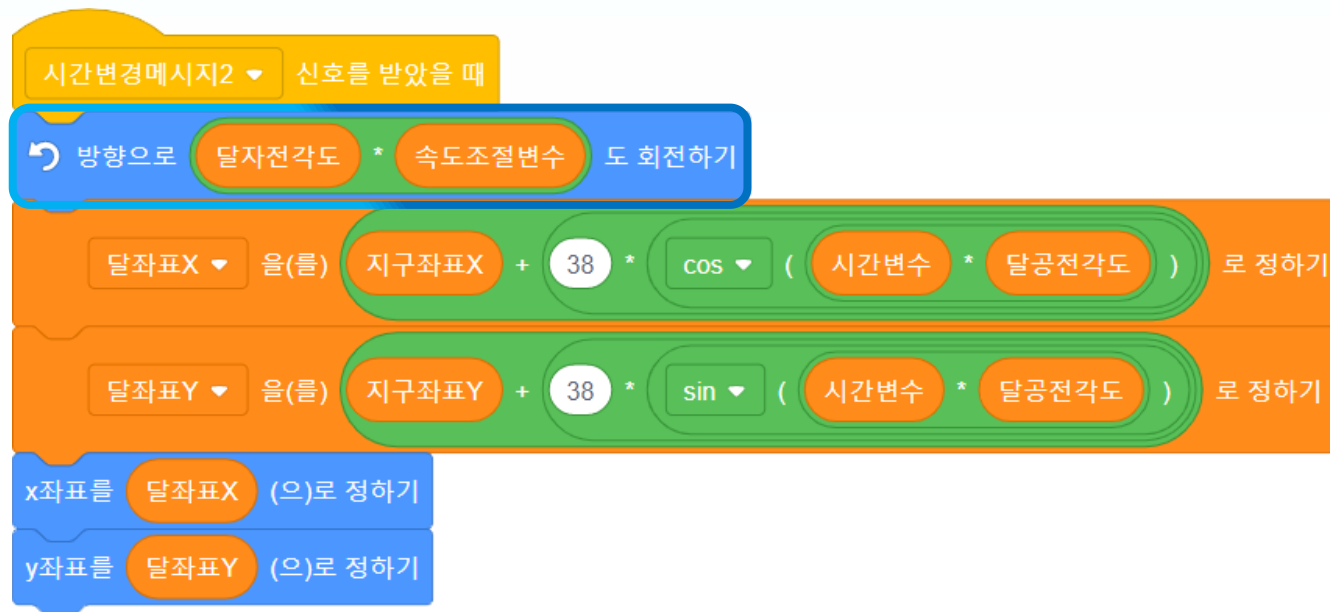 시간변경메시지2 신호를 받았을 때
방향으로 달자전각도 * 속도조절변수 도 회전하기
달좌표X 을(를) 지구좌표X + 38 * cos ( 시간변수 * 달공전각도 ) 로 정하기
달좌표Y 을(를) 지구좌표Y + 38 * sin ( 시간변수 * 달공전각도 ) 로 정하기
x좌표를 달좌표X (으)로 정하기
y좌표를 달좌표Y (으)로 정하기